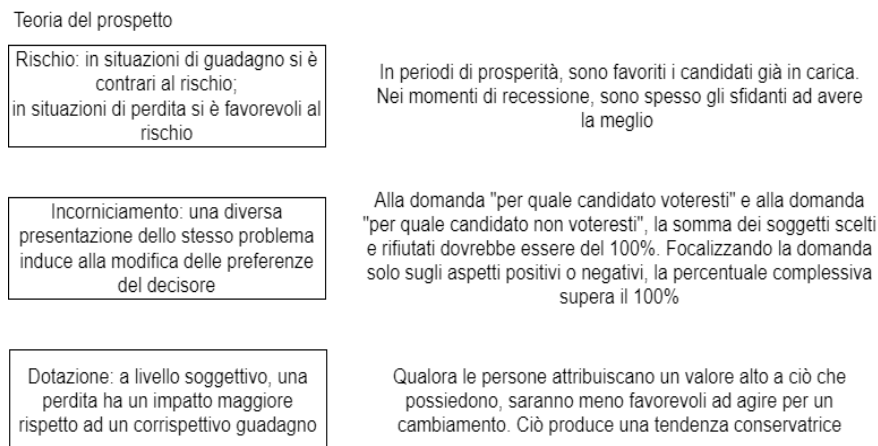 Teoria del prospetto
Rischio: in situazioni di guadagno si è
contrari al rischio;
in situazioni di perdita si è favorevoli al
rischio
In periodi di prosperità, sono favoriti i candidati già in carica.
Nei momenti di recessione, sono spesso gli sfidanti ad avere
la meglio
Incorniciamento: una diversa
presentazione dello stesso problema
induce alla modifica delle preferenze
del decisore
Alla domanda "per quale candidato voteresti" e alla domanda
"per quale candidato non voteresti", la somma dei soggetti scelti
e rifiutati dovrebbe essere del 100%. Focalizzando la domanda
solo sugli aspetti positivi o negativi, la percentuale complessiva
supera il 100%
Dotazione: a livello soggettivo, una
perdita ha un impatto maggiore
rispetto ad un corrispettivo guadagno
Qualora le persone attribuiscano un valore alto a ciò che
possiedono, saranno meno favorevoli ad agire per un
cambiamento. Ciò produce una tendenza conservatrice